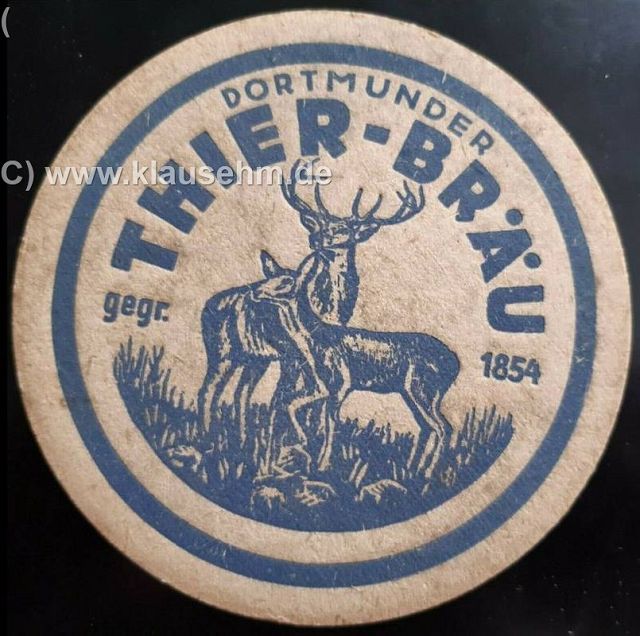 DORTMUNDER
THIER-BRÄU
gegr. 1854
(
C) www.klausehm.de